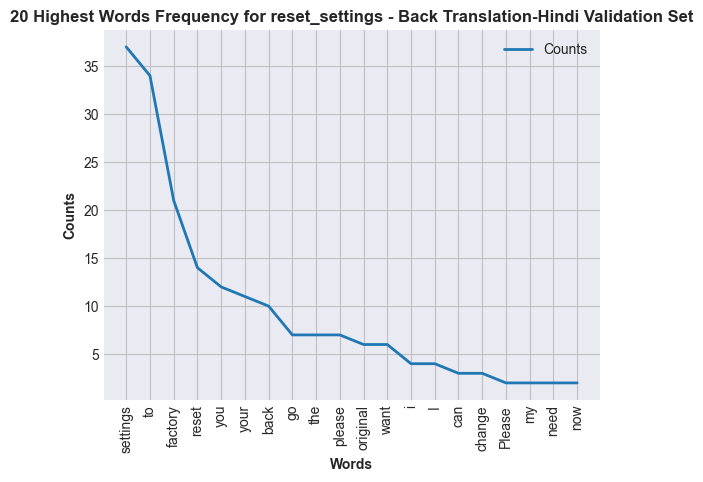 20 Highest Words Frequency for reset_settings - Back Translation-Hindi Validation Set
Counts
35
30
25
20
15
10
5
Counts
settings
to
factory
reset
you
your
back
go
the
please
original
want
i
I
can
change
Please
my
need
now
Words